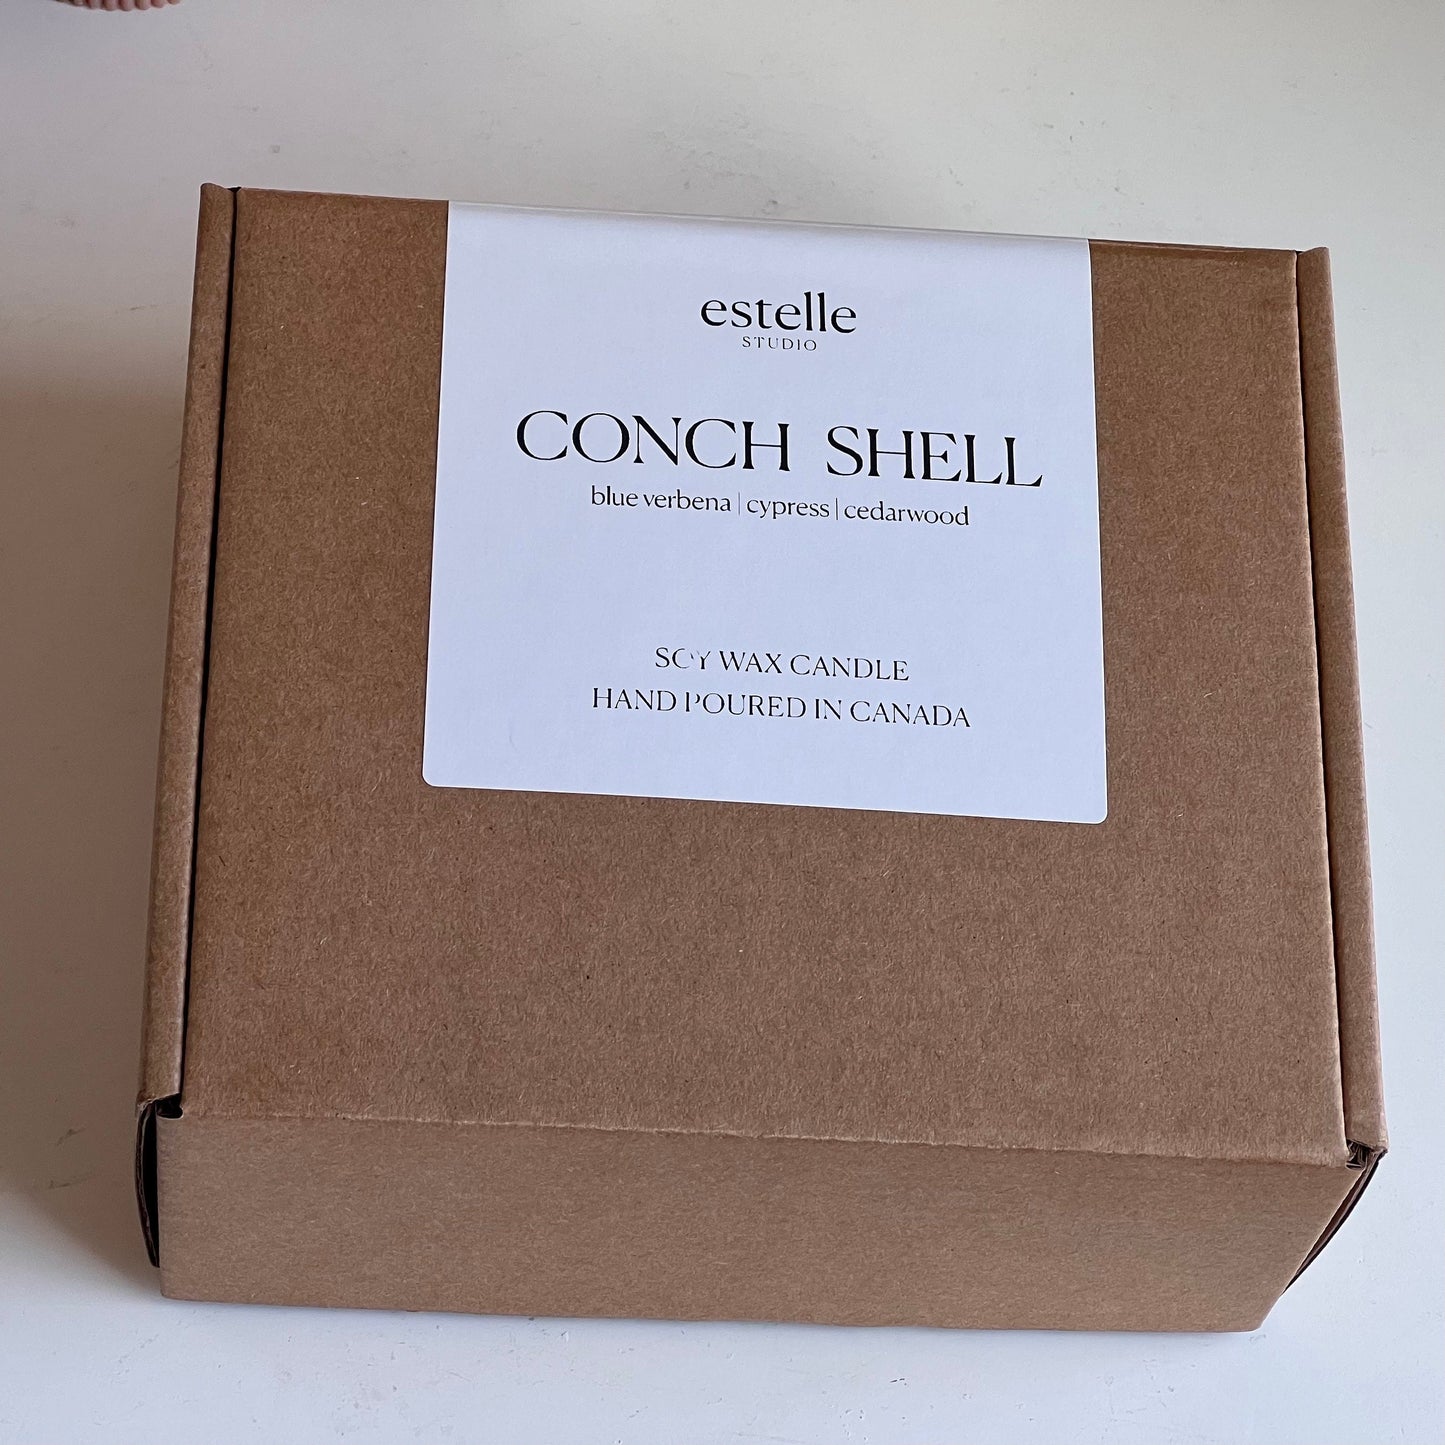 estelle
STUDIO
CONCH SHELL
blue verbena | cypress | cedarwood
SOY WAX CANDLE
HAND POURED IN CANADA